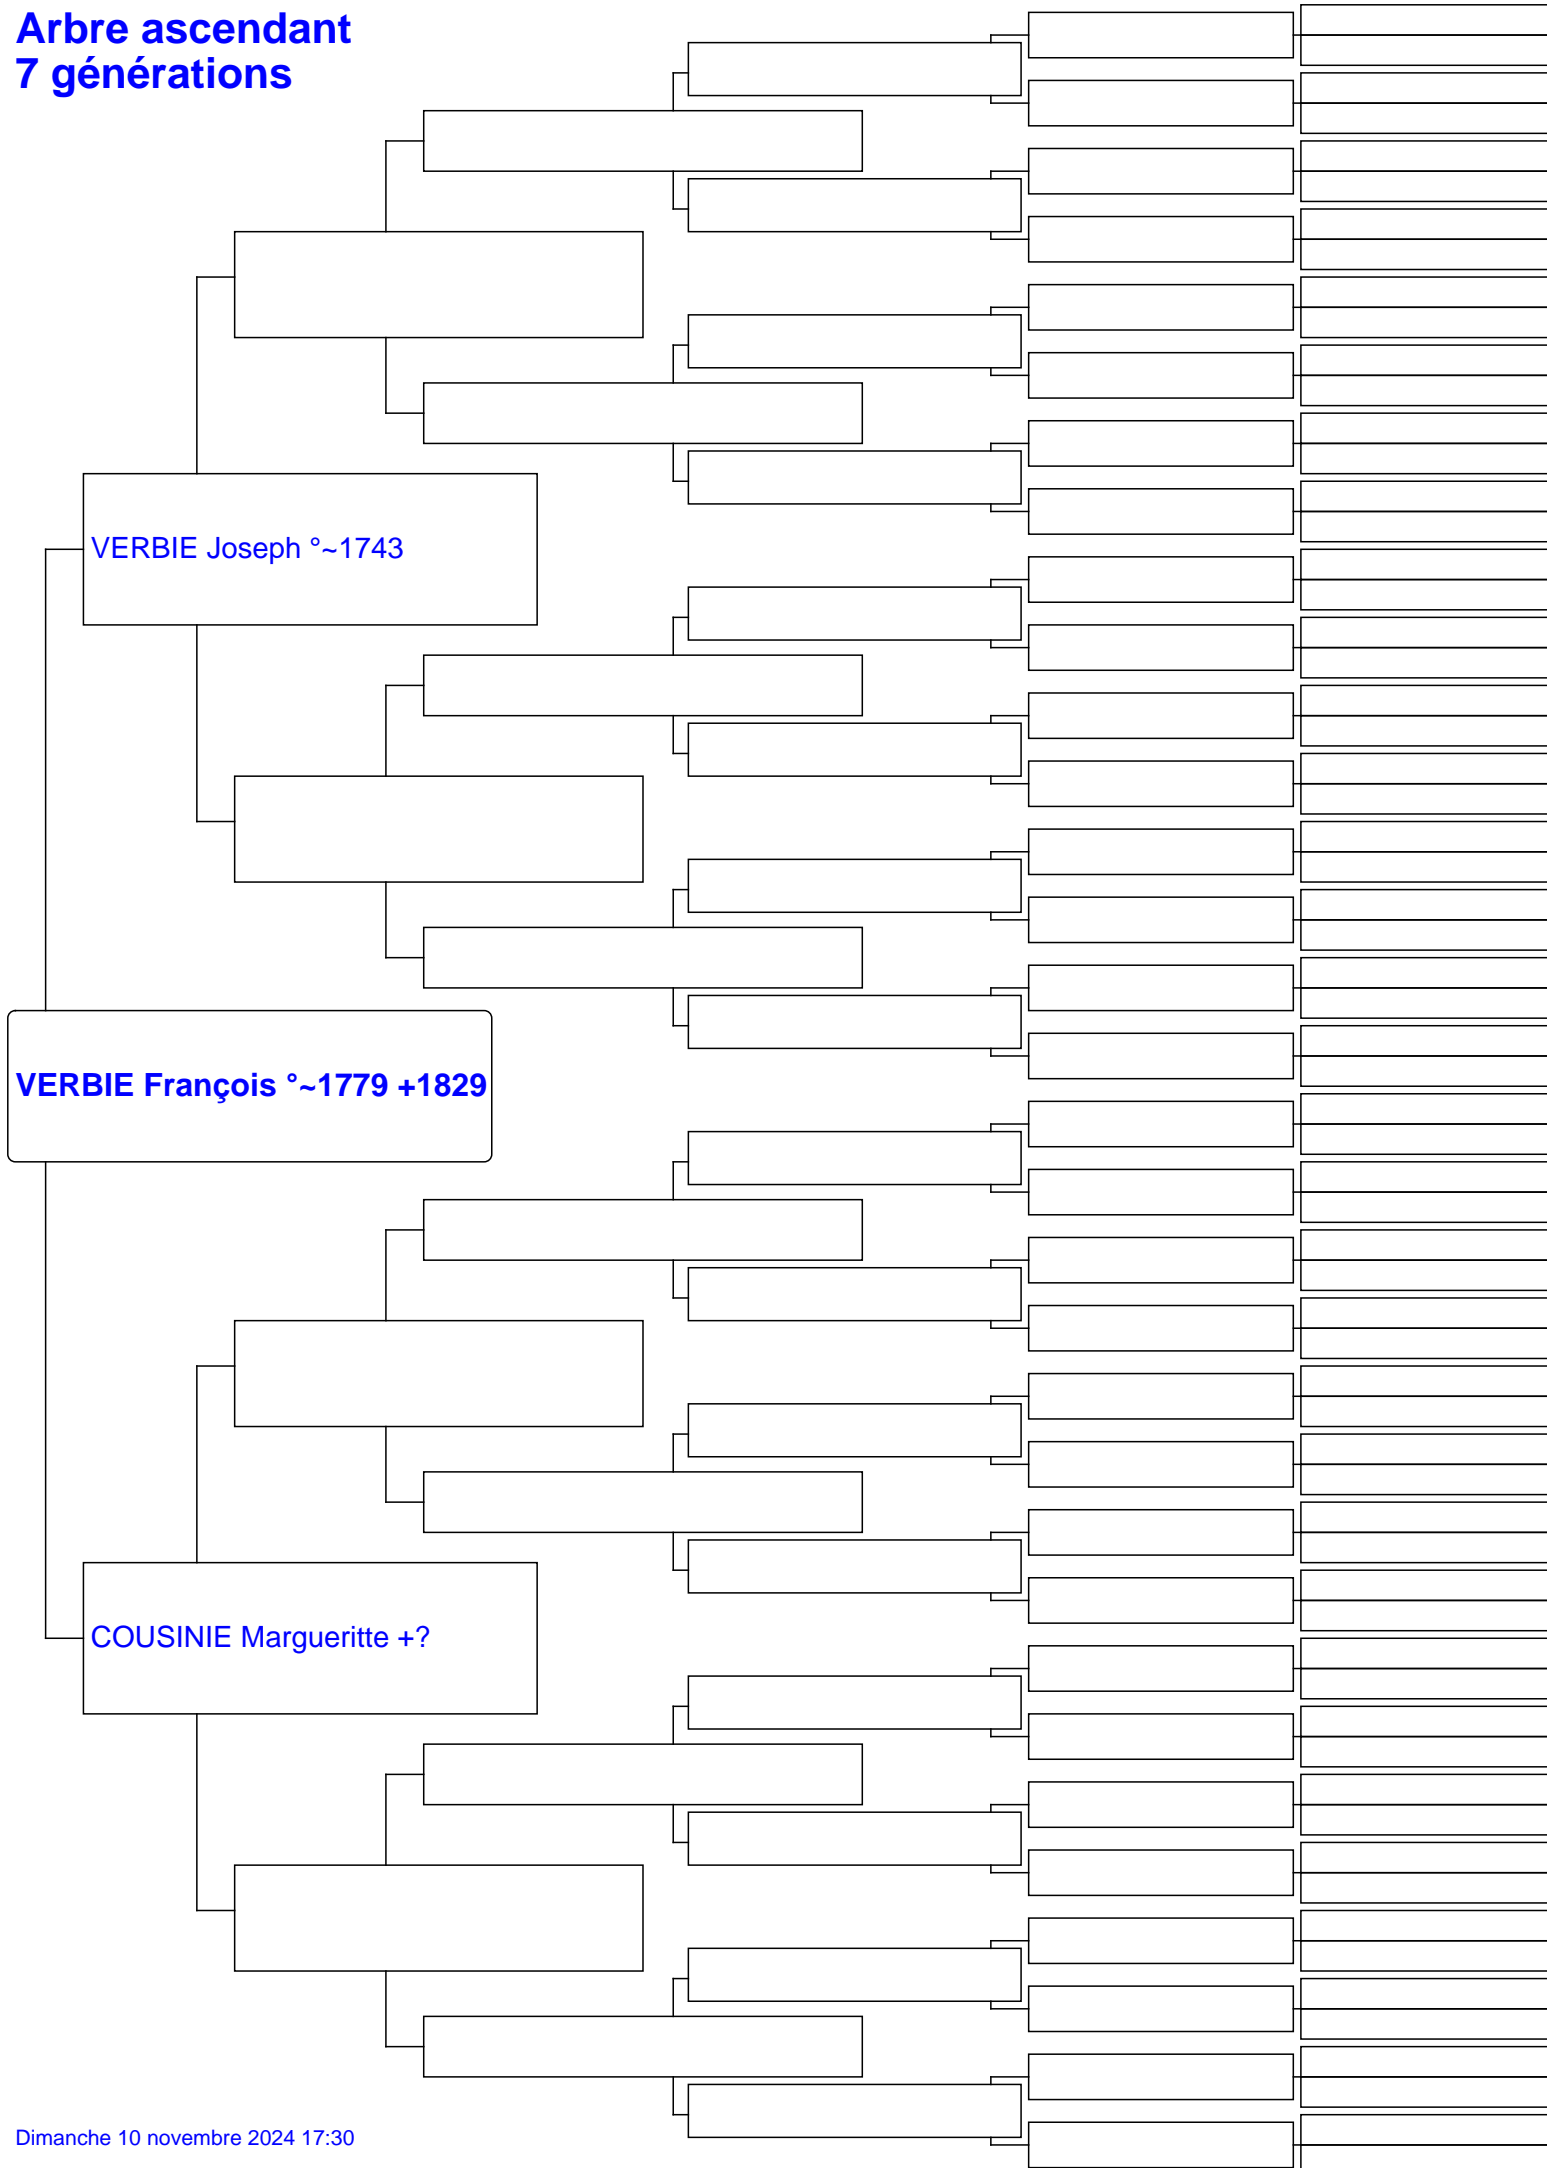 Arbre ascendant
7 générations
VERBIE Joseph °~1743
VERBIE François °~1779 +1829
COUSINIE Margueritte +?
Dimanche 10 novembre 2024 17:30